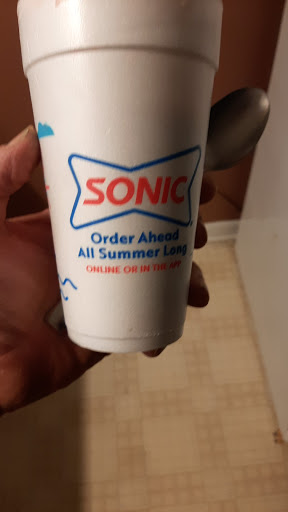 SONIC
Order Ahead
All Summer Long
ONLINE OR IN THE APP